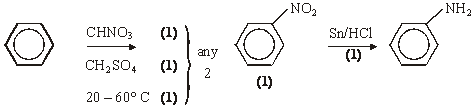 NO₂
NH₂
CHNO₃ (1)
CH₂SO₄ (1)
20 – 60° C (1)
any
2
(1)
Sn/HCl
(1)